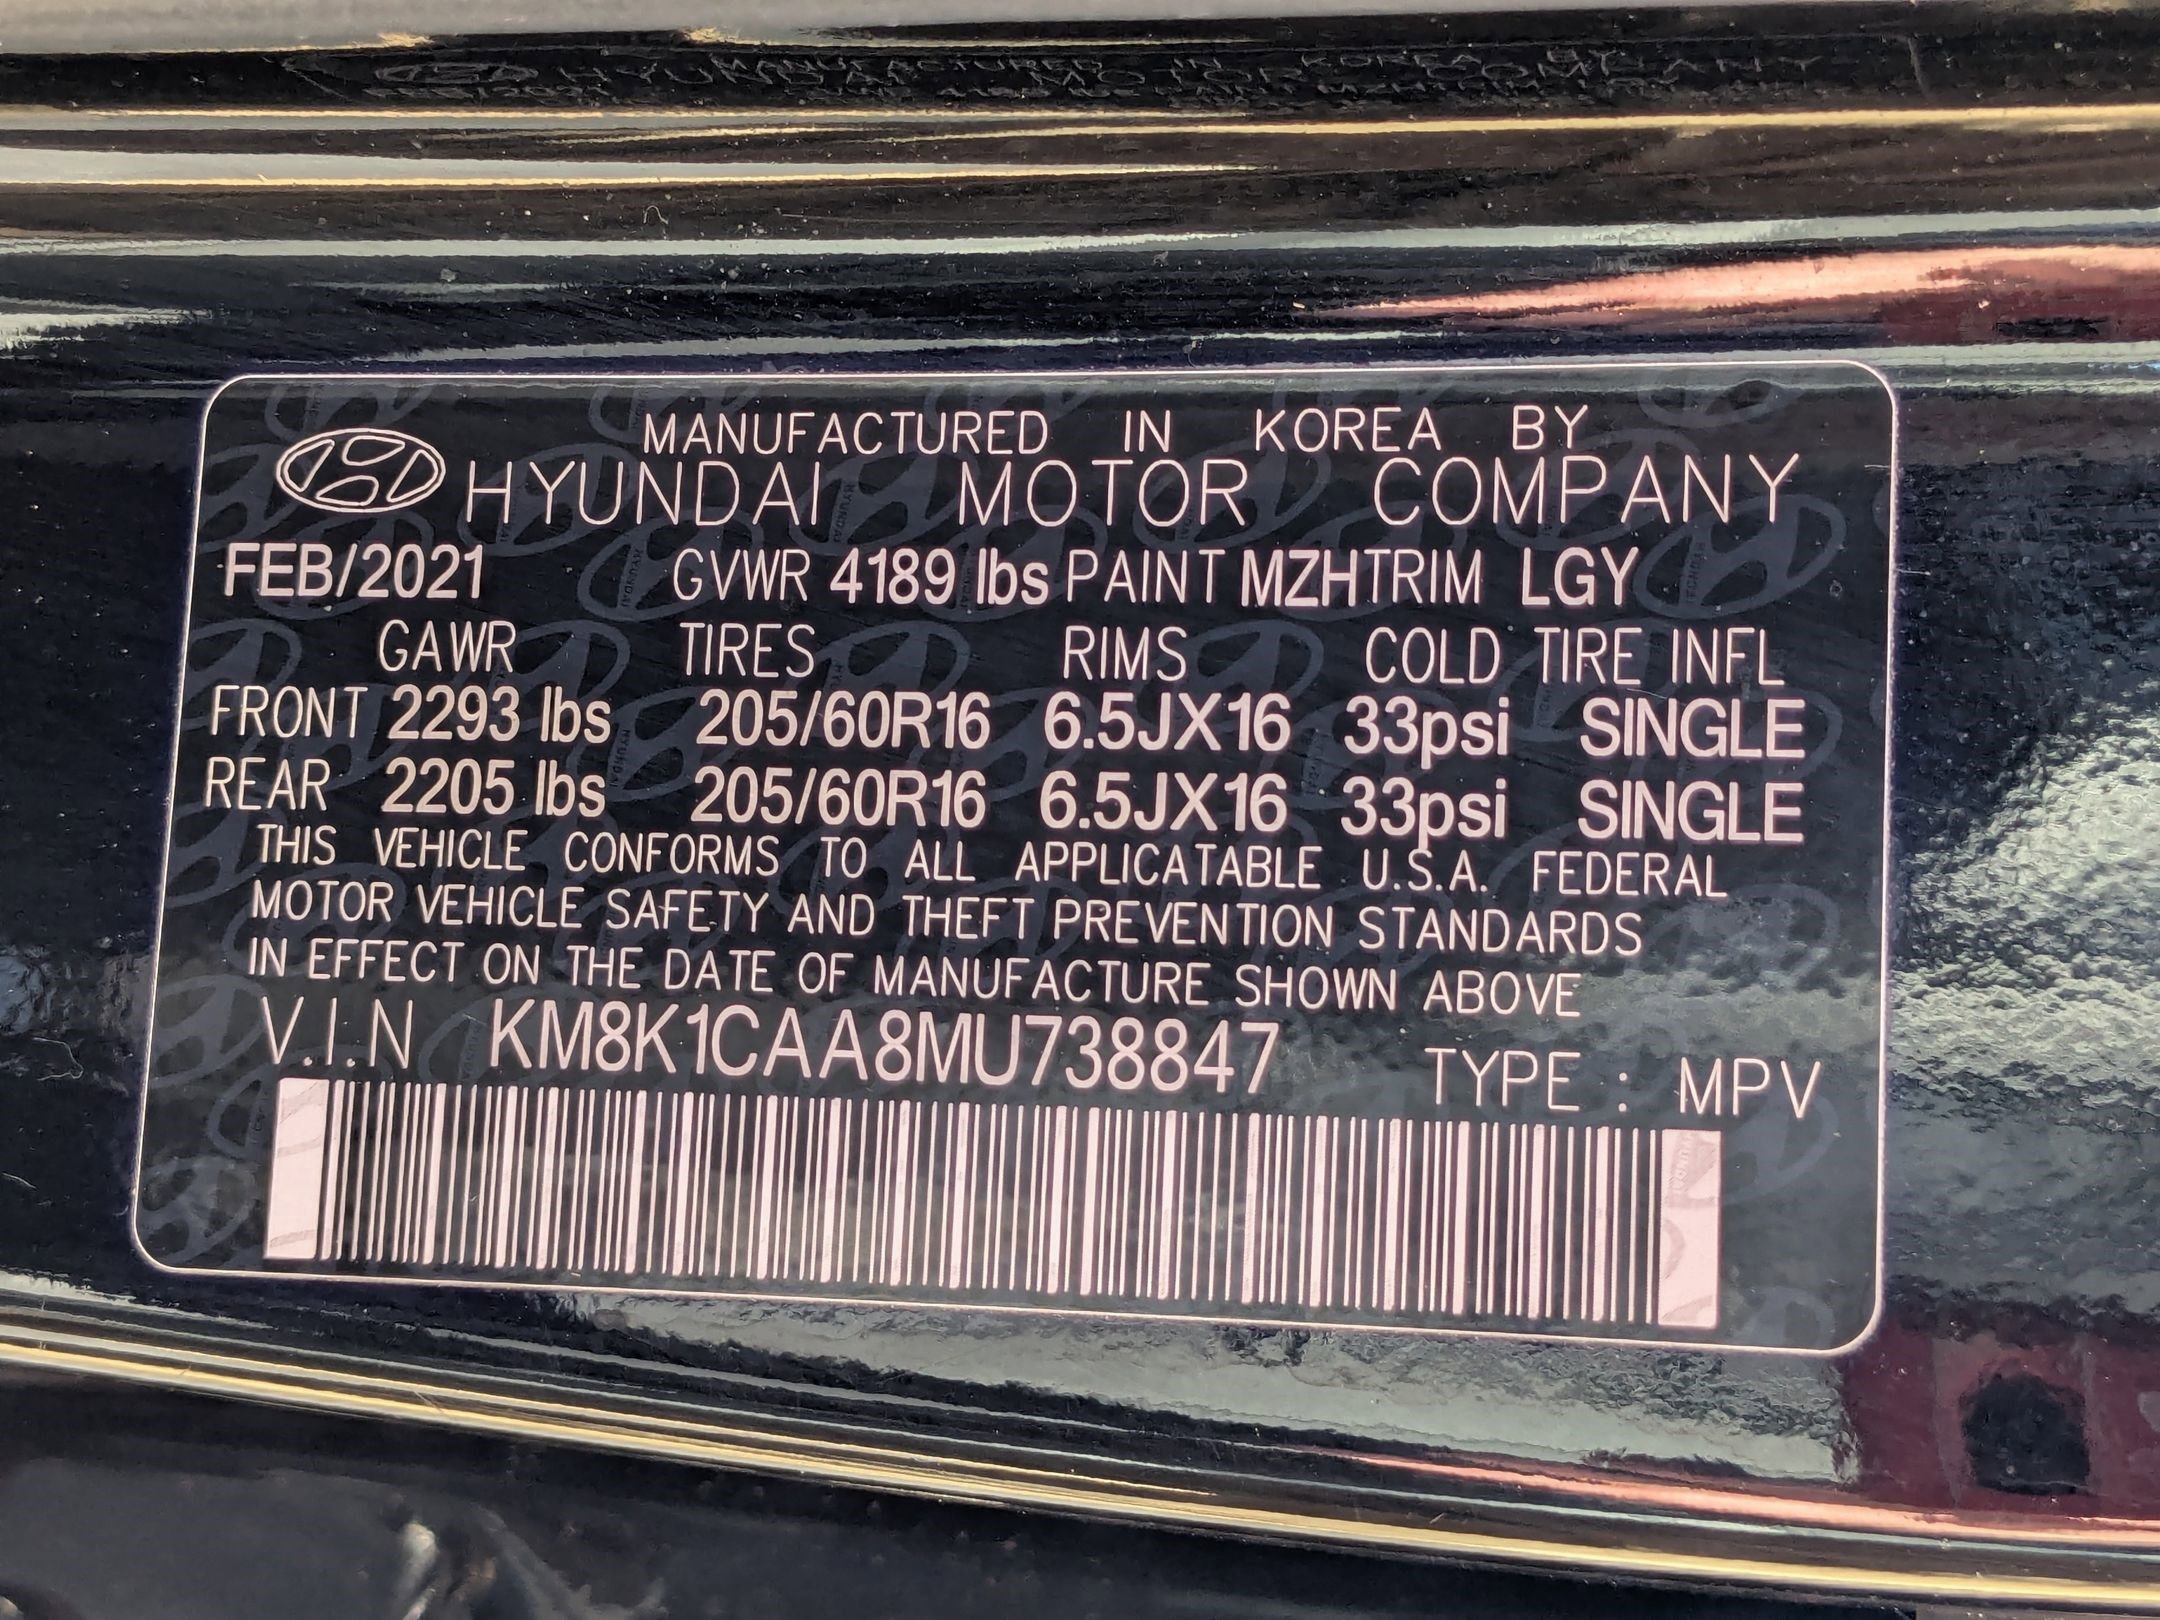 MANUFACTURED IN KOREA BY
HYUNDAI MOTOR COMPANY
FEB/2021 GVWR 4189 lbs PAINT MZH TRIM LGY
GAWR TIRES RIMS COLD TIRE INFL
FRONT 2293 lbs 205/60R16 6.5JX16 33psi SINGLE
REAR 2205 lbs 205/60R16 6.5JX16 33psi SINGLE
THIS VEHICLE CONFORMS TO ALL APPLICATABLE U.S.A. FEDERAL
MOTOR VEHICLE SAFETY AND THEFT PREVENTION STANDARDS
IN EFFECT ON THE DATE OF MANUFACTURE SHOWN ABOVE
V.I.N KM8K1CAA8MU738847 TYPE : MPV